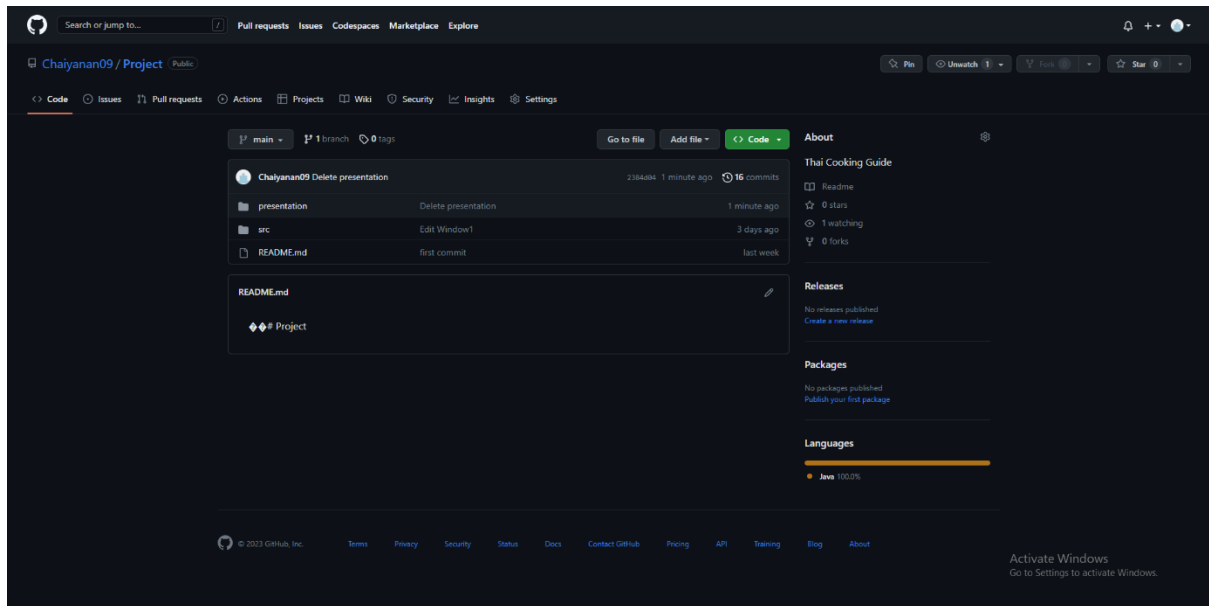 Search or jump to... / Pull requests Issues Codespaces Marketplace Explore
Chaiyanan09 / Project Public Pin Unwatch 1 Fork 0 Star 0
<> Code Issues Pull requests Actions Projects Wiki Security Insights Settings
main 1 branch 0 tags Go to file Add file <> Code
Chaiyanan09 Delete presentation 2384d04 1 minute ago 16 commits
presentation Delete presentation 1 minute ago
src Edit Window1 3 days ago
README.md first commit last week
README.md
��# Project
About
Thai Cooking Guide
Readme
0 stars
1 watching
0 forks
Releases
No releases published
Create a new release
Packages
No packages published
Publish your first package
Languages
Java 100.0%
© 2023 GitHub, Inc. Terms Privacy Security Status Docs Contact GitHub Pricing API Training Blog About
Activate Windows
Go to Settings to activate Windows.